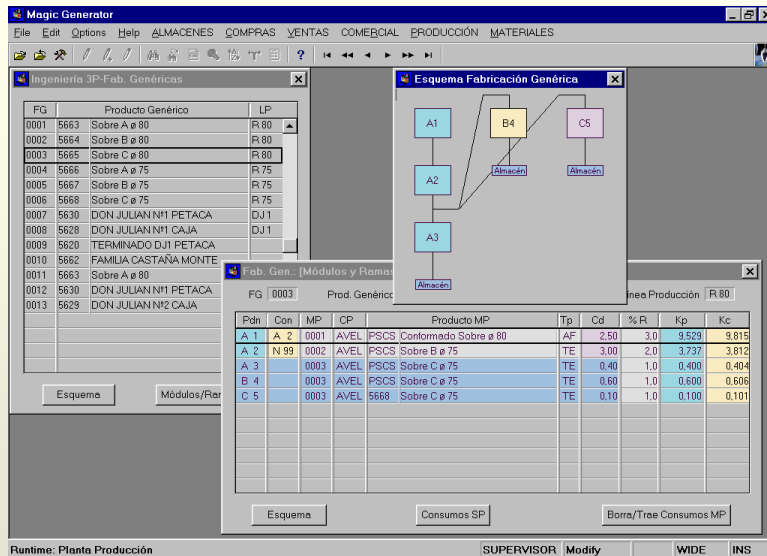 Magic Generator
File Edit Options Help ALMACENES COMPRAS VENTAS COMERCIAL PRODUCCIÓN MATERIALES
Ingeniería 3P-Fab. Genéricas
FG Producto Genérico LP
0001 5663 Sobre A ø 80 R 80
0002 5664 Sobre B ø 80 R 80
0003 5665 Sobre C ø 80 R 80
0004 5666 Sobre A ø 75 R 75
0005 5667 Sobre B ø 75 R 75
0006 5668 Sobre C ø 75 R 75
0007 5630 DON JULIAN Nº1 PETACA DJ1
0008 5628 DON JULIAN Nº1 CAJA DJ1
0009 5620 TERMINADO DJ1 PETACA
0010 5662 FAMILIA CASTAÑA MONTE
0011 5663 Sobre A ø 80
0012 5630 DON JULIAN Nº1 PETACA
0013 5629 DON JULIAN Nº2 CAJA
Esquema Módulos/Ram
Esquema Fabricación Genérica
A1 B4 C5
Almacén Almacén
A2
A3
Almacén
Fab. Gen.: [Módulos y Ramas
FG 0003 Prod. Genérico ínea Producción R 80
Pdn Con MP CP Producto MP Tp Cd % R Kp Kc
A 1 A 2 0001 AVEL PSCS Conformado Sobre ø 80 AF 2,50 3,0 9,529 9,815
A 2 N 99 0002 AVEL PSCS Sobre B ø 75 TE 3,00 2,0 3,737 3,812
A 3 0003 AVEL PSCS Sobre C ø 75 TE 0,40 1,0 0,400 0,404
B 4 0003 AVEL PSCS Sobre C ø 75 TE 0,60 1,0 0,600 0,606
C 5 0003 AVEL 5668 Sobre C ø 75 TE 0,10 1,0 0,100 0,101
Esquema Consumos SP Borra/Trae Consumos MP
Runtime: Planta Producción SUPERVISOR Modify WIDE INS